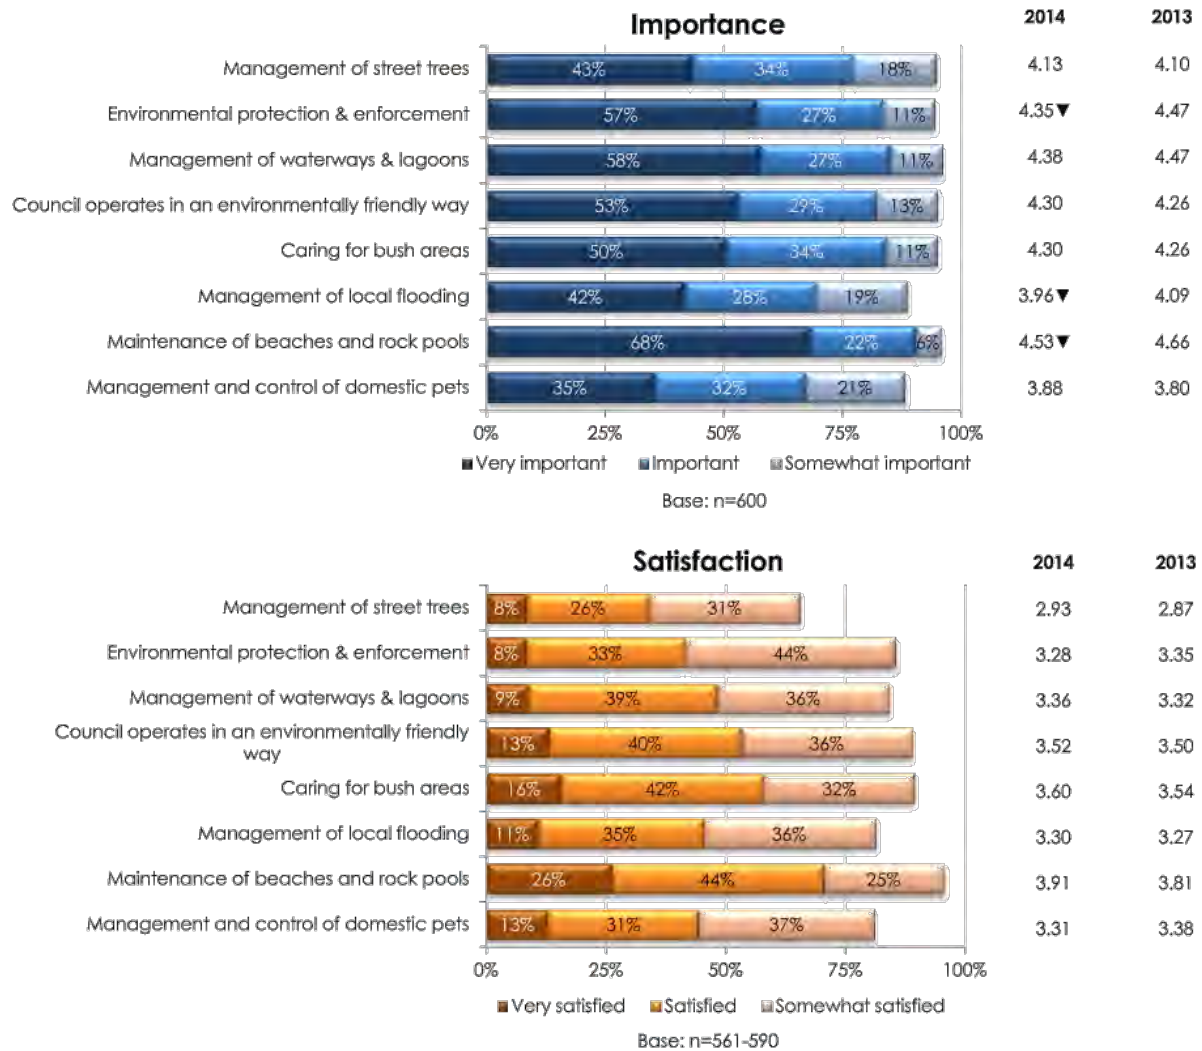 Importance 2014 2013
Management of street trees 43% 34% 18% 4.13 4.10
Environmental protection & enforcement 57% 27% 11% 4.35▼ 4.47
Management of waterways & lagoons 58% 27% 11% 4.38 4.47
Council operates in an environmentally friendly way 53% 29% 13% 4.30 4.26
Caring for bush areas 50% 34% 11% 4.30 4.26
Management of local flooding 42% 28% 19% 3.96▼ 4.09
Maintenance of beaches and rock pools 68% 22% 6% 4.53▼ 4.66
Management and control of domestic pets 35% 32% 21% 3.88 3.80
0% 25% 50% 75% 100%
Very important Important Somewhat important
Base: n=600
Satisfaction 2014 2013
Management of street trees 8% 26% 31% 2.93 2.87
Environmental protection & enforcement 8% 33% 44% 3.28 3.35
Management of waterways & lagoons 9% 39% 36% 3.36 3.32
Council operates in an environmentally friendly
way 13% 40% 36% 3.52 3.50
Caring for bush areas 16% 42% 32% 3.60 3.54
Management of local flooding 11% 35% 36% 3.30 3.27
Maintenance of beaches and rock pools 26% 44% 25% 3.91 3.81
Management and control of domestic pets 13% 31% 37% 3.31 3.38
0% 25% 50% 75% 100%
Very satisfied Satisfied Somewhat satisfied
Base: n=561-590